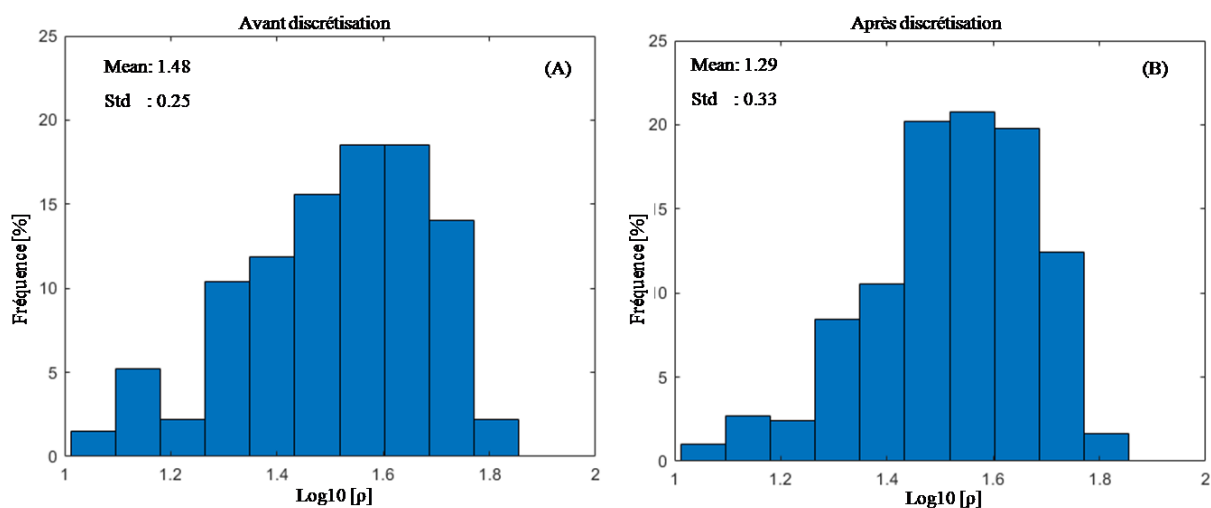 Avant discrétisation
25
20
15
10
5
0
Mean: 1.48
Std : 0.25
(A)
Fréquence [%]
1
1.2
1.4
1.6
1.8
2
Log10 [ρ]
Après discrétisation
25
20
15
10
5
0
Mean: 1.29
Std : 0.33
(B)
Fréquence [%]
1
1.2
1.4
1.6
1.8
2
Log10 [ρ]